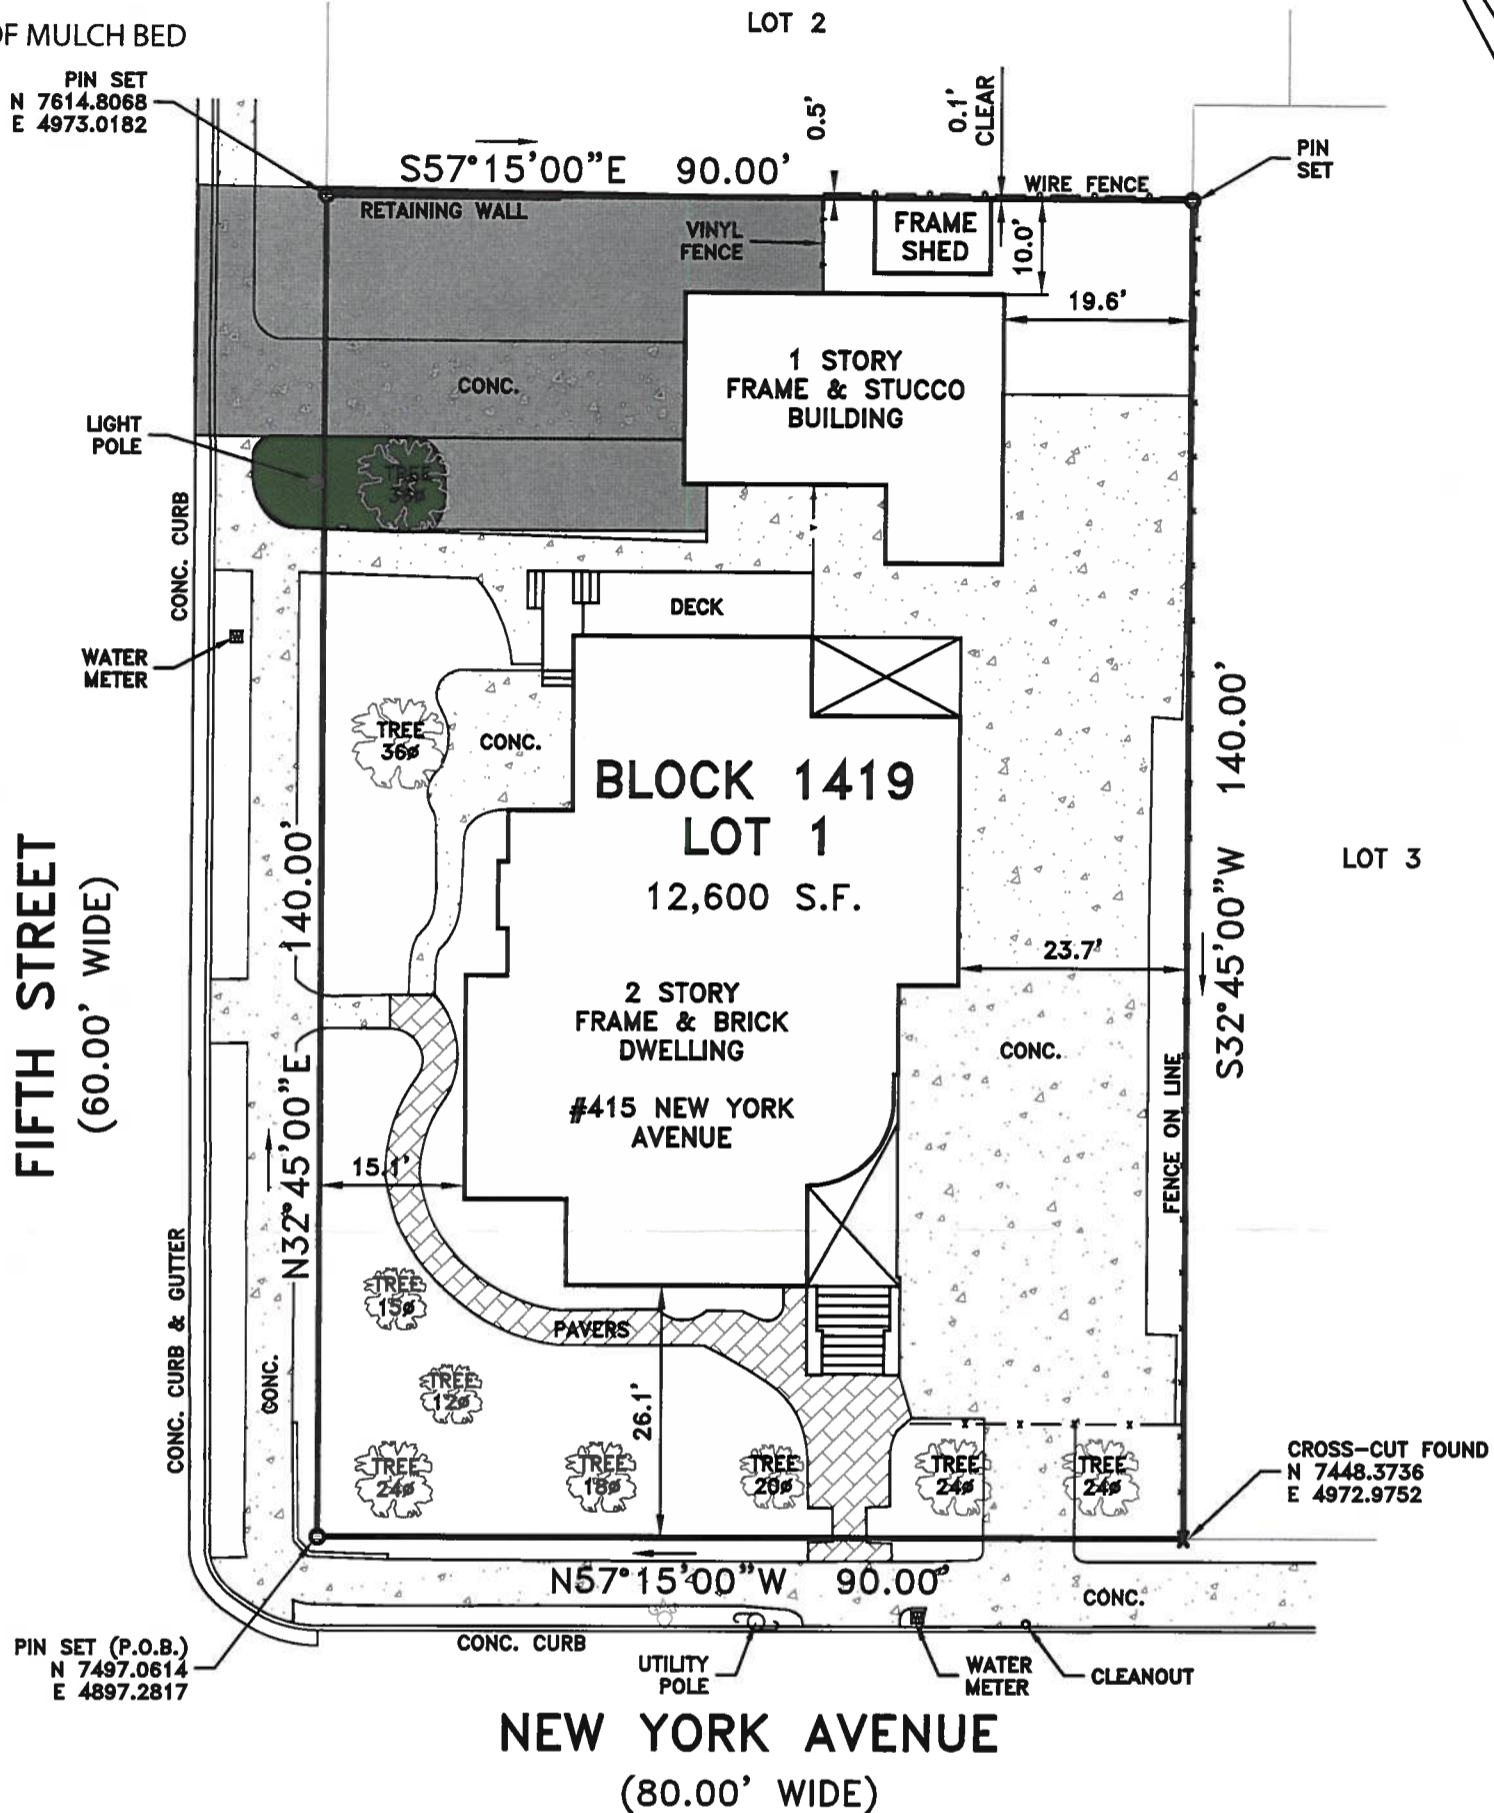 LOT 2
OF MULCH BED
PIN SET
N 7614.8068
E 4973.0182
0.5'
0.1'
CLEAR
S57°15'00"E 90.00'
PIN
SET
WIRE FENCE
RETAINING WALL
VINYL
FENCE
FRAME
SHED
10.0'
19.6'
1 STORY
FRAME & STUCCO
BUILDING
CONC.
LIGHT
POLE
TREE
CONC. CURB
DECK
WATER
METER
TREE
36ø
CONC.
BLOCK 1419
LOT 1
12,600 S.F.
S32°45'00"W 140.00'
LOT 3
FIFTH STREET
(60.00' WIDE)
N32°45'00"E 140.00'
23.7'
2 STORY
FRAME & BRICK
DWELLING
#415 NEW YORK
AVENUE
CONC.
FENCE ON LINE
15.1'
CONC. CURB & GUTTER
CONC.
TREE
15ø
PAVERS
TREE
12ø
26.1'
TREE
24ø
TREE
18ø
TREE
20ø
TREE
24ø
TREE
24ø
CROSS-CUT FOUND
N 7448.3736
E 4972.9752
N57°15'00"W 90.00'
CONC.
PIN SET (P.O.B.)
N 7497.0614
E 4897.2817
CONC. CURB
UTILITY
POLE
WATER
METER
CLEANOUT
NEW YORK AVENUE
(80.00' WIDE)